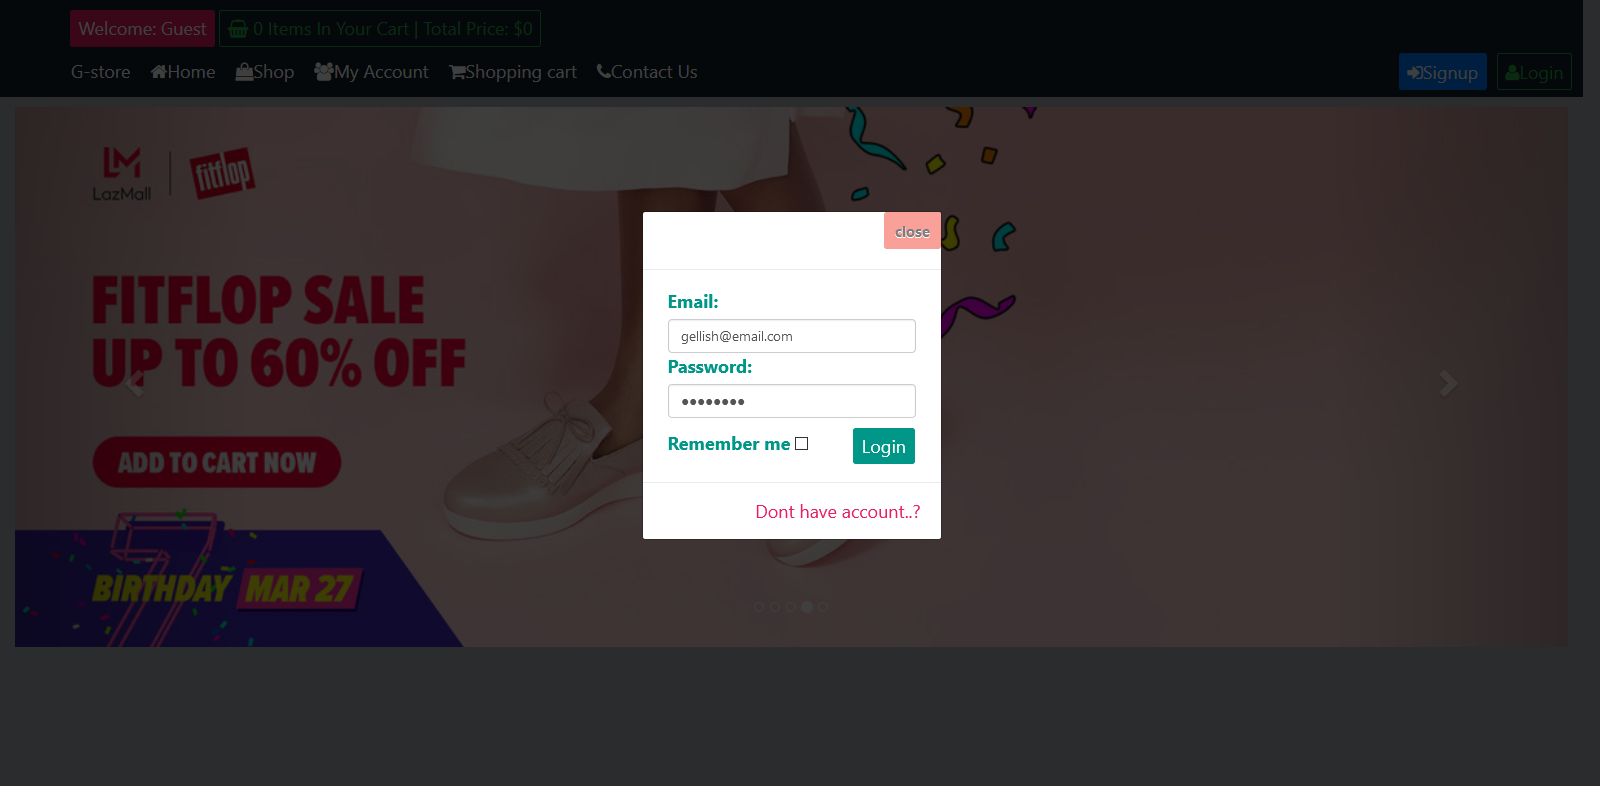 Welcome: Guest
0 Items In Your Cart | Total Price: $0
G-store
Home
Shop
My Account
Shopping cart
Contact Us
Signup
Login
LazMall
fitflop
FITFLOP SALE
UP TO 60% OFF
ADD TO CART NOW
BIRTHDAY MAR 27
close
Email:
gellish@email.com
Password:
••••••••
Remember me
Login
Dont have account..?